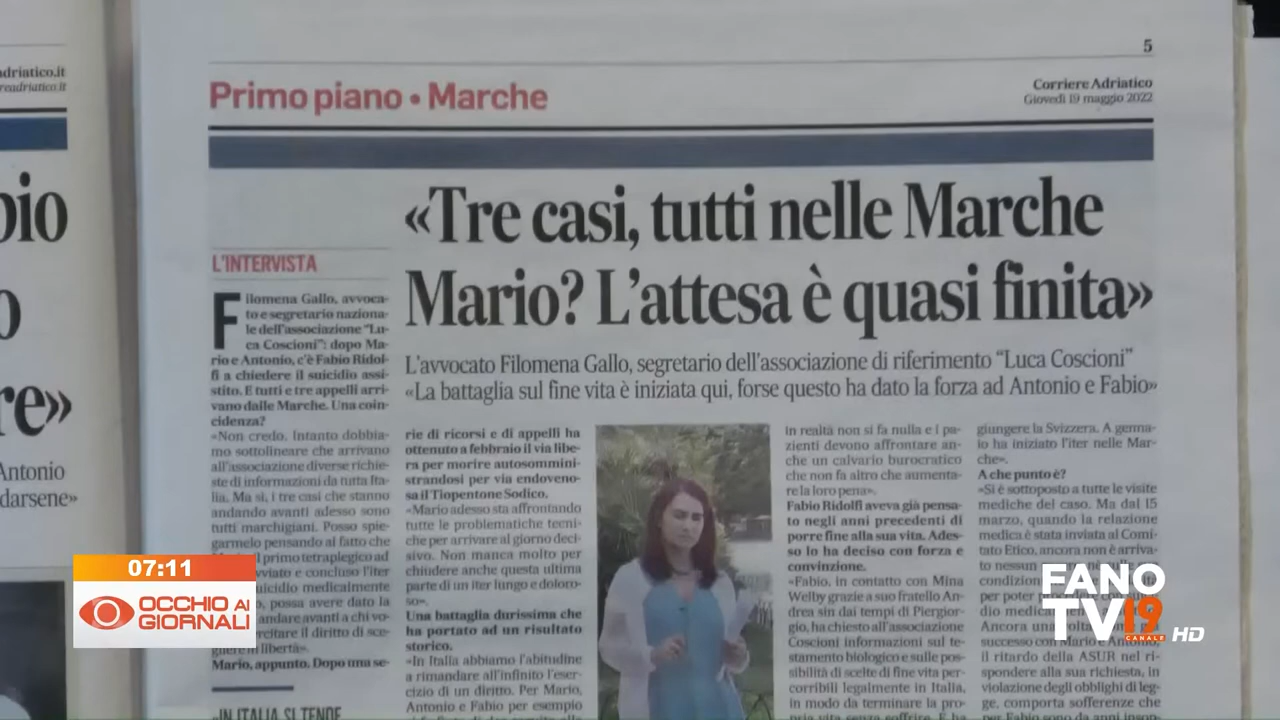 adriatico.it
readriatico.it
bio
o
re»
Antonio
darsene»
5
Primo piano • Marche
Corriere Adriatico
Giovedì 19 maggio 2022
«Tre casi, tutti nelle Marche
Mario? L'attesa è quasi finita»
L'avvocato Filomena Gallo, segretario dell'associazione di riferimento "Luca Coscioni"
«La battaglia sul fine vita è iniziata qui, forse questo ha dato la forza ad Antonio e Fabio»
L'INTERVISTA
Filomena Gallo, avvoca-
to e segretario naziona-
le dell'associazione "Lu-
ca Coscioni": dopo Ma-
rio e Antonio, c'è Fabio Ridol-
fi a chiedere il suicidio assi-
stito. E tutti e tre appelli arri-
vano dalle Marche. Una coin-
cidenza?
«Non credo. Intanto dobbia-
mo sottolineare che arrivano
all'associazione diverse richie-
ste di informazioni da tutta Ita-
lia. Ma sì, i tre casi che stanno
andando avanti adesso sono
tutti marchigiani. Posso spie-
garmelo pensando al fatto che
il primo tetraplegico ad
vviato e concluso l'iter
uicidio medicalmente
o, possa avere dato la
andare avanti a chi vo-
ercitare il diritto di sce-
gliere in libertà».
Mario, appunto. Dopo una se-
«IN ITALIA SI TENDE
rie di ricorsi e di appelli ha
ottenuto a febbraio il via libe-
ra per morire autosommini-
strandosi per via endoveno-
sa il Tiopentone Sodico.
«Mario adesso sta affrontando
tutte le problematiche tecni-
che per arrivare al giorno deci-
sivo. Non manca molto per
chiudere anche questa ultima
parte di un iter lungo e doloro-
so».
Una battaglia durissima che
ha portato ad un risultato
storico.
«In Italia abbiamo l'abitudine
a rimandare all'infinito l'eser-
cizio di un diritto. Per Mario,
Antonio e Fabio per esempio
in realtà non si fa nulla e i pa-
zienti devono affrontare an-
che un calvario burocratico
che non fa altro che aumenta-
re la loro pena».
Fabio Ridolfi aveva già pensa-
to negli anni precedenti di
porre fine alla sua vita. Ades-
so lo ha deciso con forza e
convinzione.
«Fabio, in contatto con Mina
Welby grazie a suo fratello An-
drea sin dai tempi di Piergior-
gio, ha chiesto all'associazione
Coscioni informazioni sul te-
stamento biologico e sulle pos-
sibilità di scelte di fine vita per-
corribili legalmente in Italia,
in modo da terminare la pro-
pria vita senza soffrire. E ha
giungere la Svizzera. A genna-
io ha iniziato l'iter nelle Mar-
che».
A che punto è?
«Si è sottoposto a tutte le visite
mediche del caso. Ma dal 15
marzo, quando la relazione
medica è stata inviata al Comi-
tato Etico, ancora non è arriva-
to nessun
condizion
per poter
dio medica
Ancora una volta
successo con Mario e Antonio,
il ritardo della ASUR nel ri-
spondere alla sua richiesta, in
violazione degli obblighi di leg-
ge, comporta sofferenze che
07:11
OCCHIO AI
GIORNALI
FANO
TV19
CANALE
HD